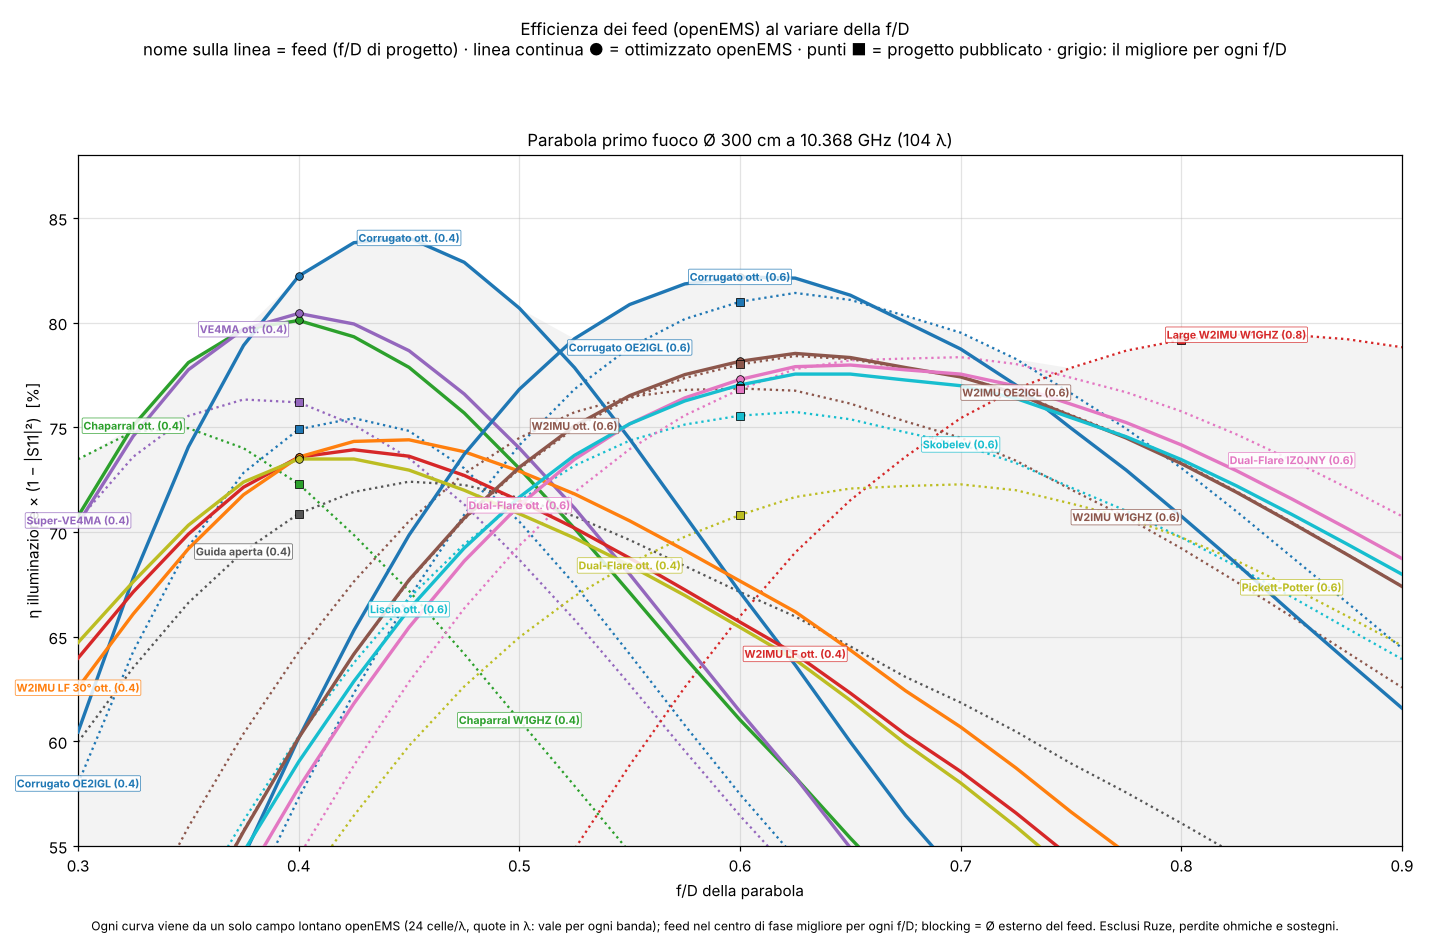 Efficienza dei feed (openEMS) al variare della f/D
nome sulla linea = feed (f/D di progetto) · linea continua ● = ottimizzato openEMS · punti ■ = progetto pubblicato · grigio: il migliore per ogni f/D
Parabola primo fuoco Ø 300 cm a 10.368 GHz (104 λ)
85
80
75
70
65
60
55
η illuminazio × (1 − |S11|²) [%]
Corrugato ott. (0.4)
Corrugato ott. (0.6)
VE4MA ott. (0.4)
Large W2IMU W1GHZ (0.8)
Corrugato OE2IGL (0.6)
W2IMU OE2IGL (0.6)
Chaparral ott. (0.4)
W2IMU ott. (0.6)
Skobelev (0.6)
Dual-Flare IZ0JNY (0.6)
Super-VE4MA (0.4)
Dual-Flare ott. (0.6)
W2IMU W1GHZ (0.6)
Guida aperta (0.4)
Dual-Flare ott. (0.4)
Pickett-Potter (0.6)
Liscio ott. (0.6)
W2IMU LF ott. (0.4)
W2IMU LF 30° ott. (0.4)
Chaparral W1GHZ (0.4)
Corrugato OE2IGL (0.4)
0.3 0.4 0.5 0.6 0.7 0.8 0.9
f/D della parabola
Ogni curva viene da un solo campo lontano openEMS (24 celle/λ, quote in λ: vale per ogni banda); feed nel centro di fase migliore per ogni f/D; blocking = Ø esterno del feed. Esclusi Ruze, perdite ohmiche e sostegni.